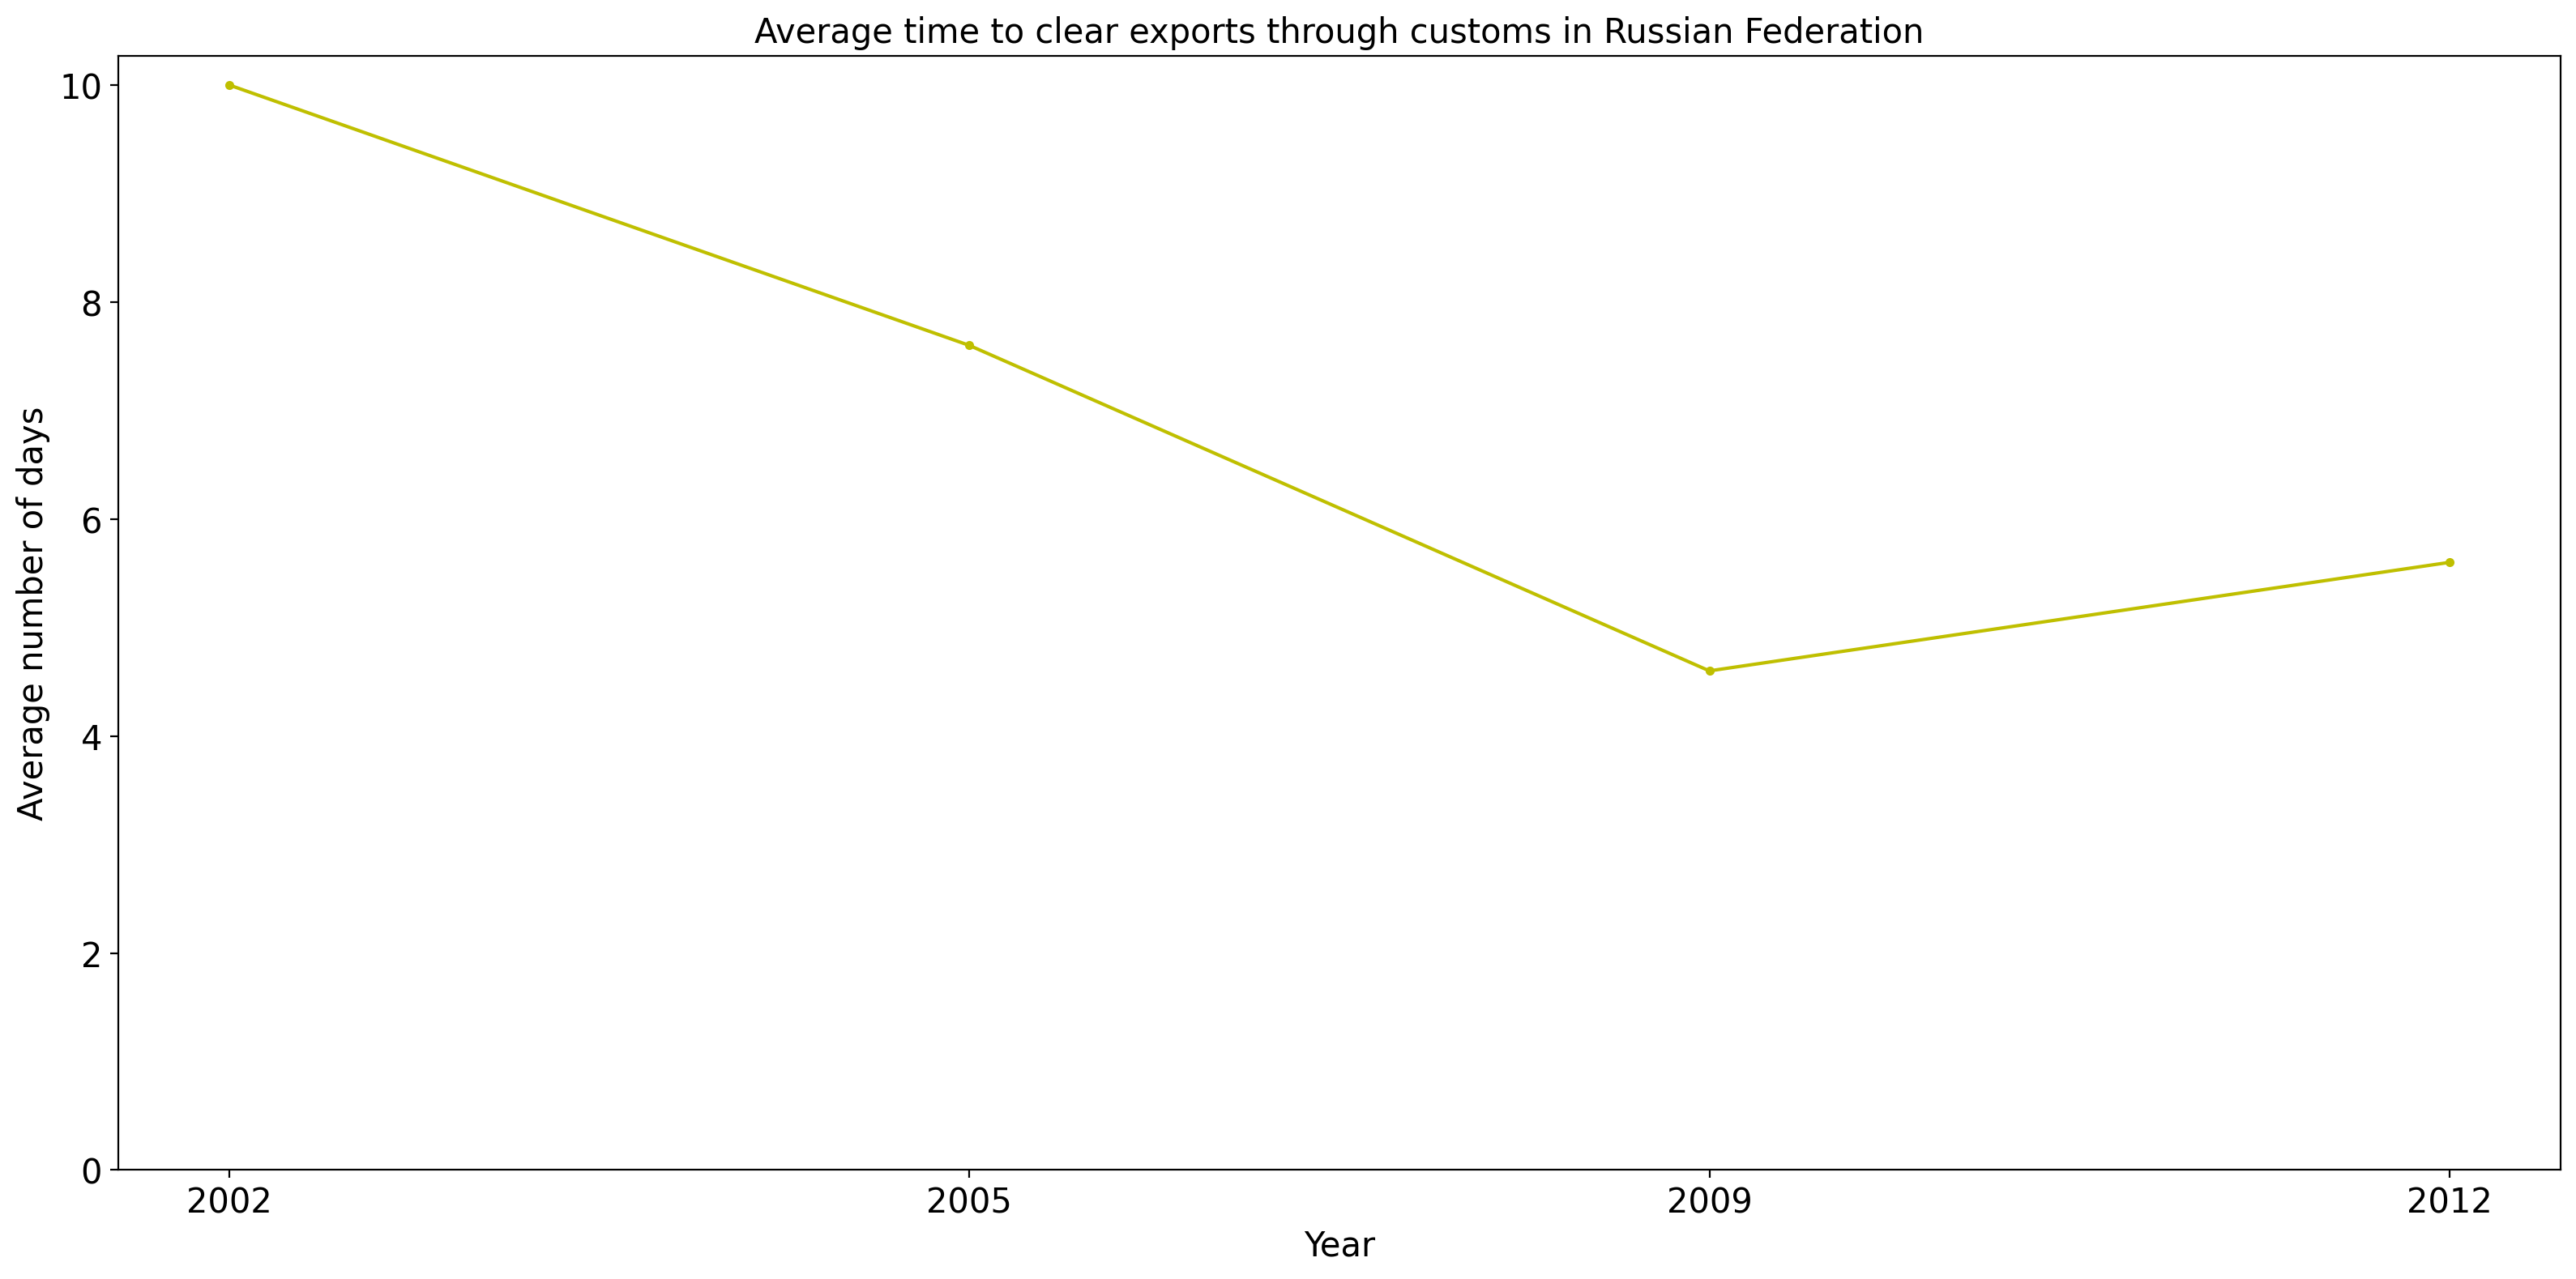 Average time to clear exports through customs in Russian Federation
10
8
6
4
2
0
Average number of days
2002 2005 2009 2012
Year